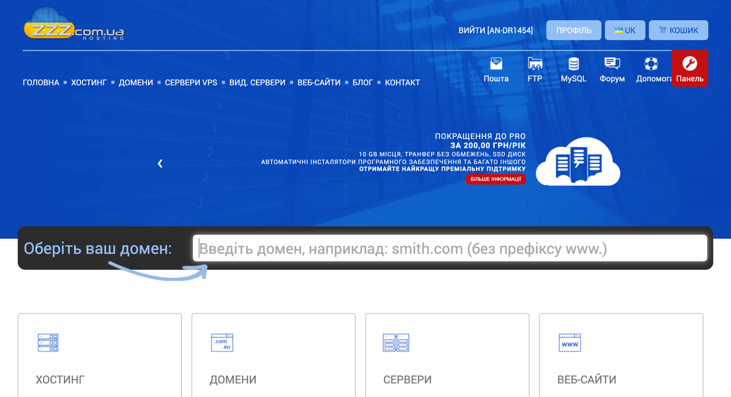 ZZZ.com.ua
HOSTING
ВИЙТИ [AN-DR1454]
ПРОФІЛЬ
UK
КОШИК
ГОЛОВНА
ХОСТИНГ
ДОМЕНИ
СЕРВЕРИ VPS
ВИД. СЕРВЕРИ
ВЕБ-САЙТИ
БЛОГ
КОНТАКТ
Пошта
FTP
MySQL
Форум
Допомога
Панель
ПОКРАЩЕННЯ ДО PRO
ЗА 200,00 ГРН/РІК
10 GB МІСЦЯ, ТРАНФЕР БЕЗ ОБМЕЖЕНЬ, SSD ДИСК
АВТОМАТИЧНІ ІНСТАЛЯТОРИ ПРОГРАМНОГО ЗАБЕЗПЕЧЕННЯ ТА БАГАТО ІНШОГО
ОТРИМАЙТЕ НАЙКРАЩУ ПРЕМІАЛЬНУ ПІДТРИМКУ
БІЛЬШЕ ІНФОРМАЦІЇ
Оберіть ваш домен:
Введіть домен, наприклад: smith.com (без префіксу www.)
.com
.eu
www
ХОСТИНГ
ДОМЕНИ
СЕРВЕРИ
ВЕБ-САЙТИ